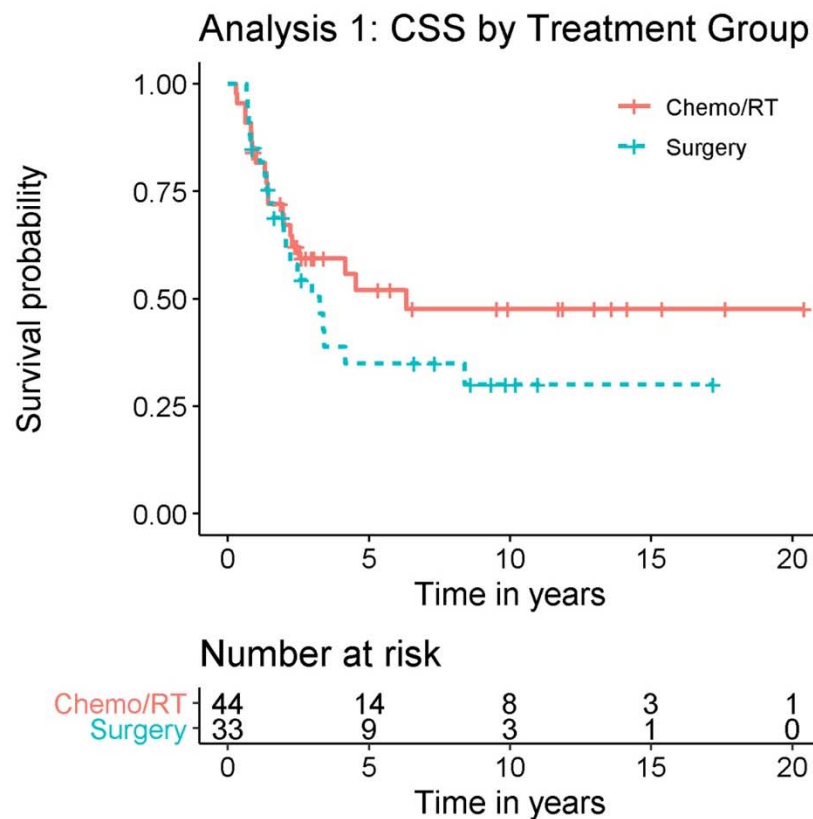 Analysis 1: CSS by Treatment Group
Survival probability
1.00
0.75
0.50
0.25
0.00
Chemo/RT
Surgery
0 5 10 15 20
Time in years
Number at risk
Chemo/RT 44 14 8 3 1
Surgery 33 9 3 1 0
0 5 10 15 20
Time in years